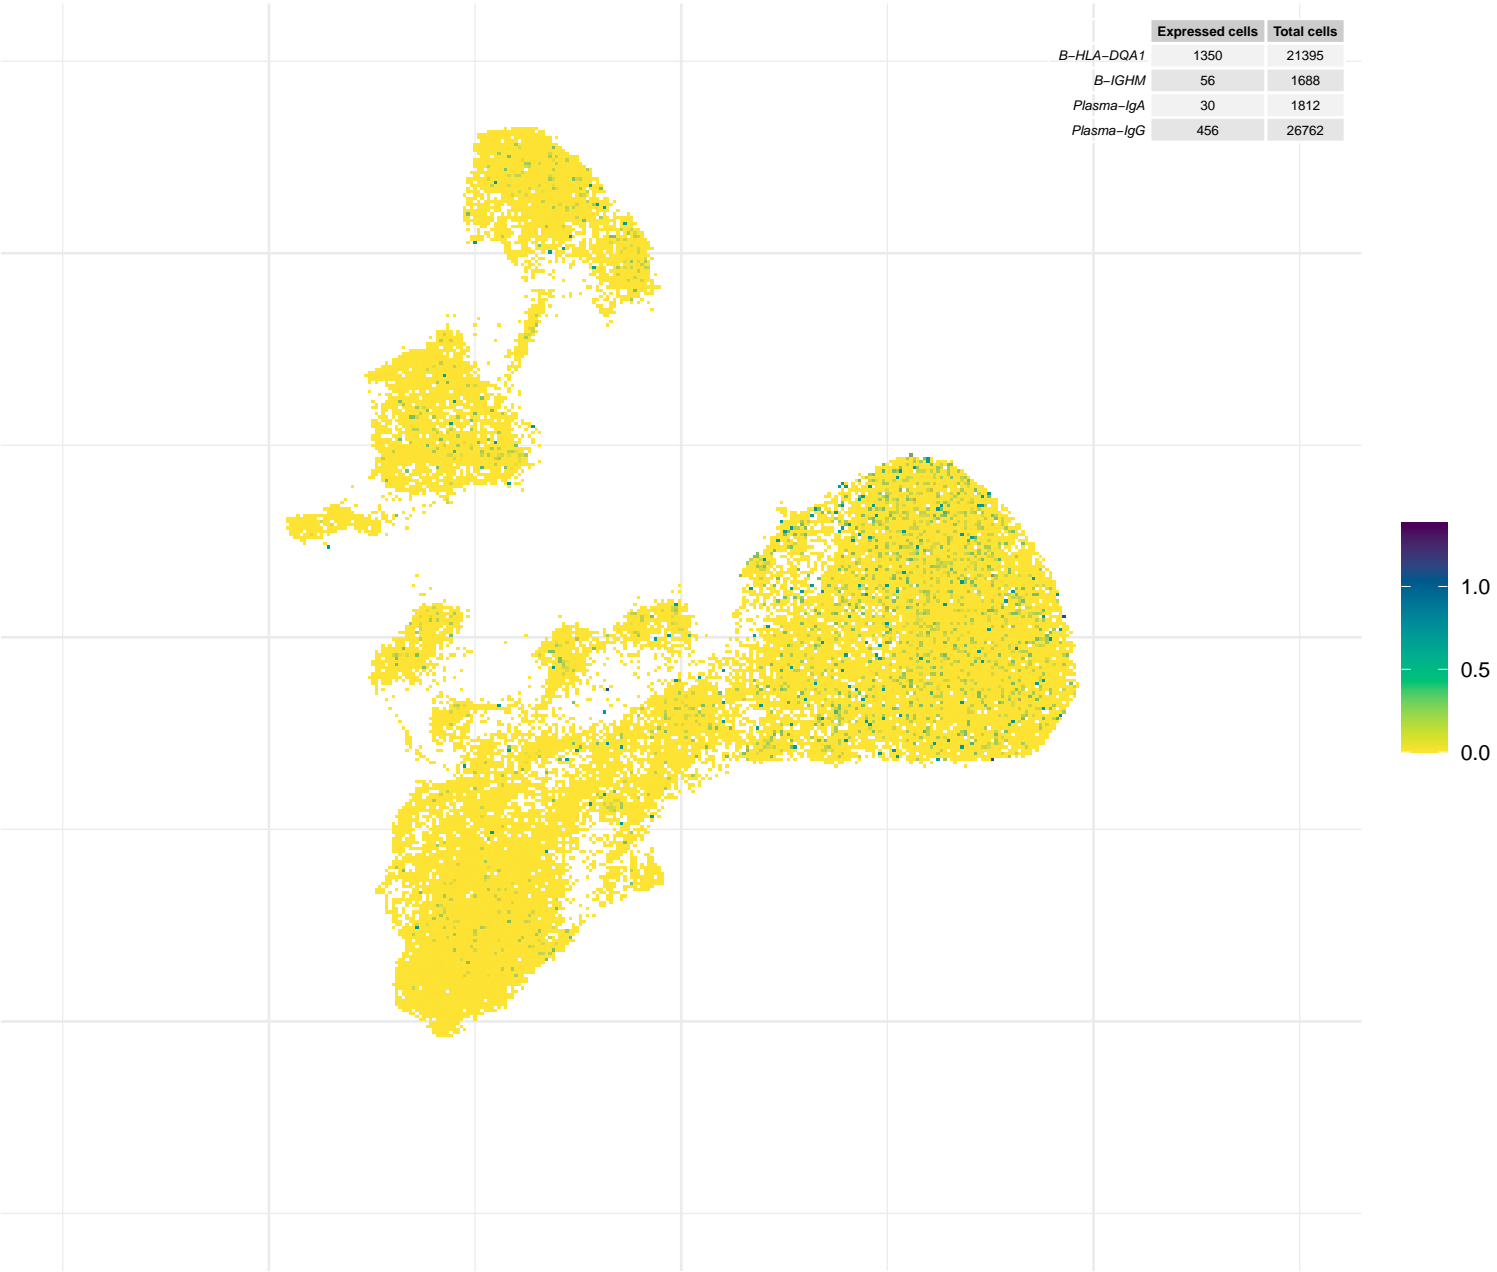 Expressed cells Total cells
B−HLA−DQA1 1350 21395
B−IGHM 56 1688
Plasma−IgA 30 1812
Plasma−IgG 456 26762
1.0
0.5
0.0